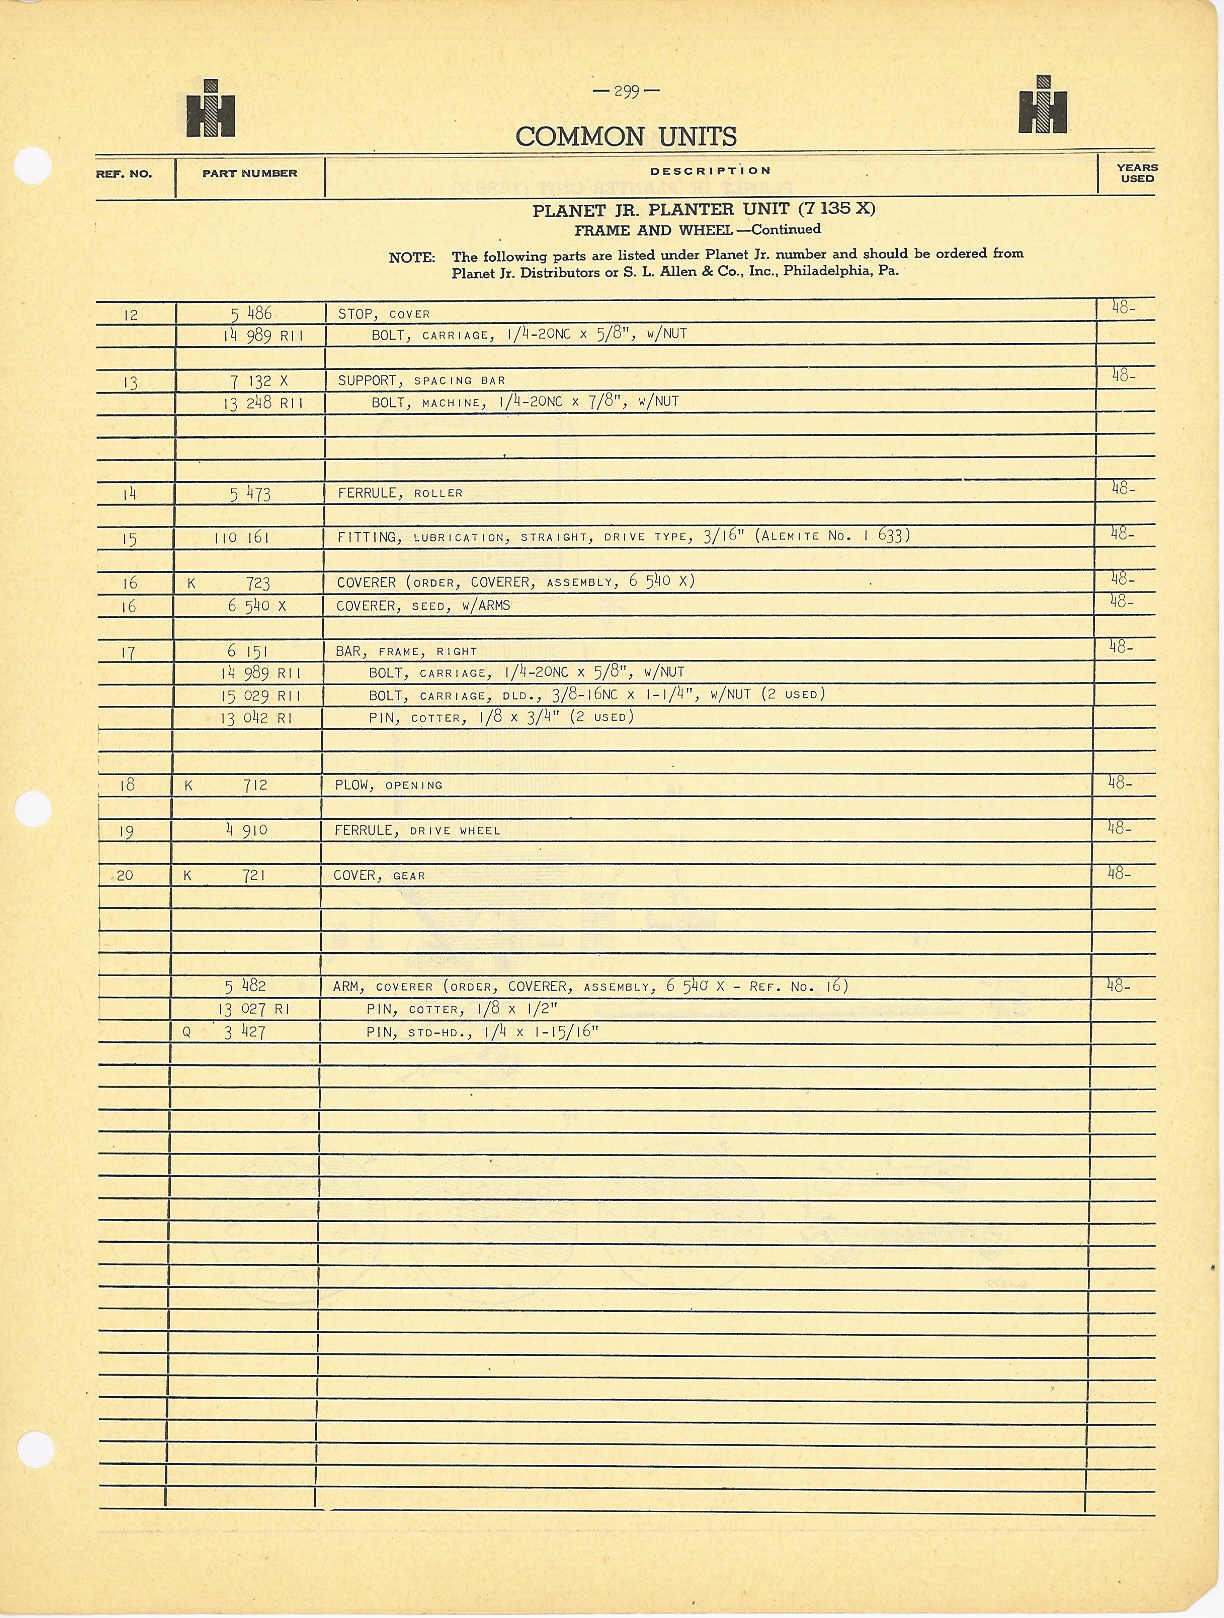 — 299 —
COMMON UNITS
REF. NO. PART NUMBER DESCRIPTION YEARS USED
PLANET JR. PLANTER UNIT (7 135 X)
FRAME AND WHEEL—Continued
NOTE: The following parts are listed under Planet Jr. number and should be ordered from
Planet Jr. Distributors or S. L. Allen & Co., Inc., Philadelphia, Pa.
12 5 486 STOP, COVER 48-
14 989 R11 BOLT, CARRIAGE, 1/4-20NC X 5/8", W/NUT
13 7 132 X SUPPORT, SPACING BAR 48-
13 248 R11 BOLT, MACHINE, 1/4-20NC X 7/8", W/NUT
14 5 473 FERRULE, ROLLER 48-
15 110 161 FITTING, LUBRICATION, STRAIGHT, DRIVE TYPE, 3/16" (ALEMITE NO. 1 633) 48-
16 K 723 COVERER (ORDER, COVERER, ASSEMBLY, 6 540 X) 48-
16 6 540 X COVERER, SEED, W/ARMS 48-
17 6 151 BAR, FRAME, RIGHT 48-
14 989 R11 BOLT, CARRIAGE, 1/4-20NC X 5/8", W/NUT
15 029 R11 BOLT, CARRIAGE, DLD., 3/8-16NC X 1-1/4", W/NUT (2 USED)
13 042 R1 PIN, COTTER, 1/8 X 3/4" (2 USED)
18 K 712 PLOW, OPENING 48-
19 4 910 FERRULE, DRIVE WHEEL 48-
20 K 721 COVER, GEAR 48-
5 482 ARM, COVERER (ORDER, COVERER, ASSEMBLY, 6 540 X - REF. NO. 16) 48-
13 027 R1 PIN, COTTER, 1/8 X 1/2"
Q 3 427 PIN, STD-HD., 1/4 X 1-15/16"